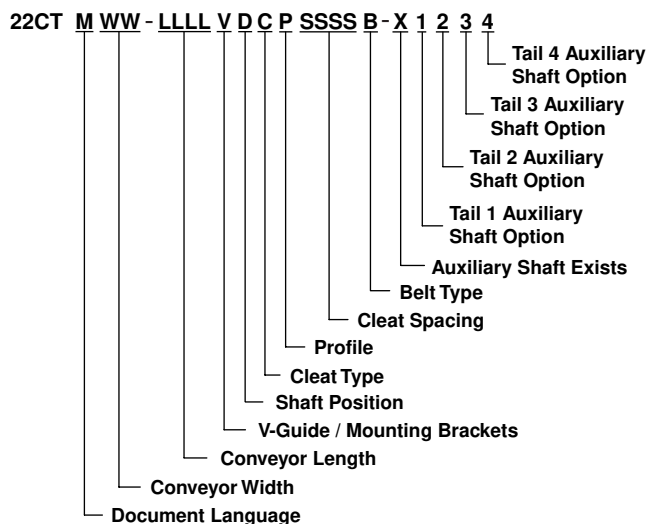 22CT M WW - LLLL V D C P SSSS B - X 1 2 3 4
Tail 4 Auxiliary
Shaft Option
Tail 3 Auxiliary
Shaft Option
Tail 2 Auxiliary
Shaft Option
Tail 1 Auxiliary
Shaft Option
Auxiliary Shaft Exists
Belt Type
Cleat Spacing
Profile
Cleat Type
Shaft Position
V-Guide / Mounting Brackets
Conveyor Length
Conveyor Width
Document Language